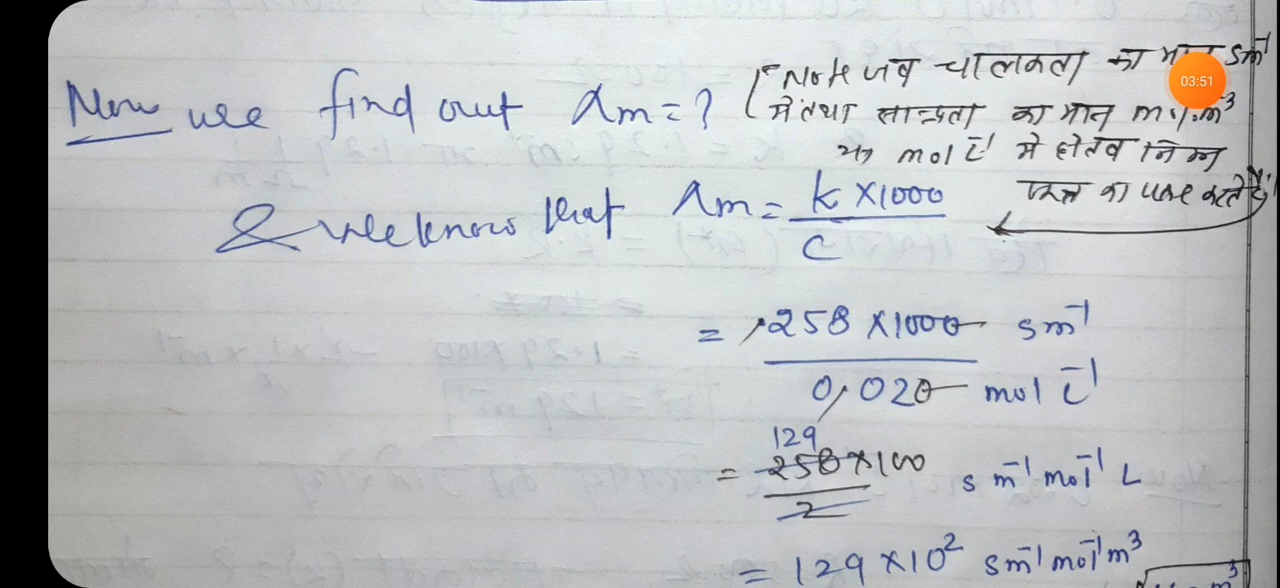 Now we find out λm = ? ( Note जब चालकता का मान Sm⁻¹
में तथा सान्द्रता का मान m⁻³
या mol L⁻¹ मे हो तब निम्न
का use करते हैं
& we know that λm = k ×1000 / C
= .258 ×1000 Sm⁻¹ / 0.020 mol L⁻¹
129
= 258×100 / 2 S m⁻¹ mol⁻¹ L
= 129 ×10² Sm⁻¹ mol⁻¹ m³
m³
03:51